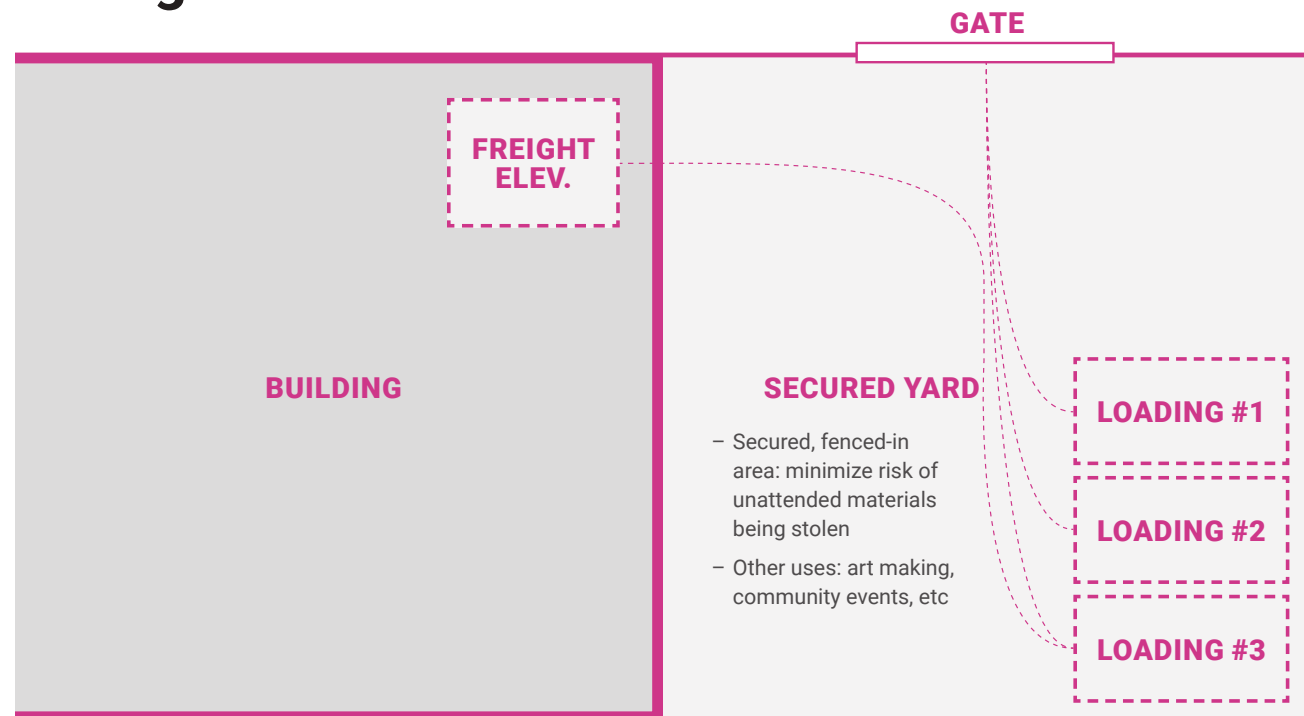 GATE
FREIGHT
ELEV.
BUILDING
SECURED YARD
– Secured, fenced-in
area: minimize risk of
unattended materials
being stolen
– Other uses: art making,
community events, etc
LOADING #1
LOADING #2
LOADING #3